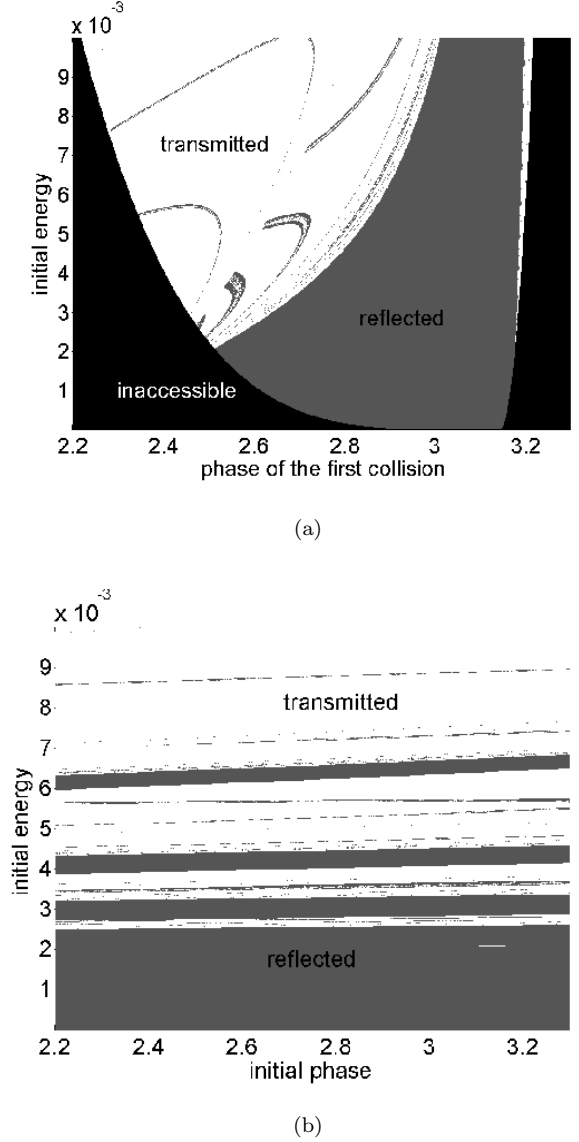 x 10
-3
9
8
7
6
5
4
3
2
1
initial energy
transmitted
reflected
inaccessible
2.2 2.4 2.6 2.8 3 3.2
phase of the first collision
(a)
x 10
-3
9
8
7
6
5
4
3
2
1
initial energy
transmitted
reflected
2.2 2.4 2.6 2.8 3 3.2
initial phase
(b)